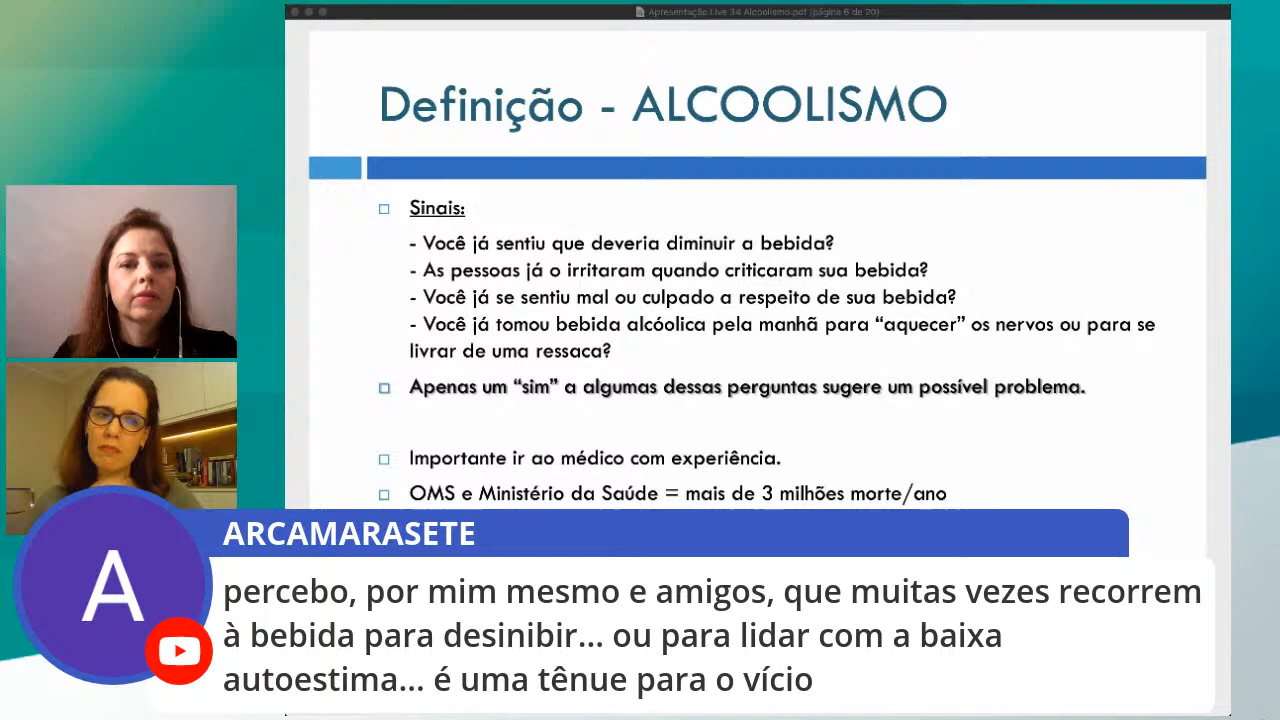 Apresentação Live 34 Alcoolismo.pdf (página 6 de 20)
Definição - ALCOOLISMO
Sinais:
- Você já sentiu que deveria diminuir a bebida?
- As pessoas já o irritaram quando criticaram sua bebida?
- Você já se sentiu mal ou culpado a respeito de sua bebida?
- Você já tomou bebida alcóolica pela manhã para “aquecer” os nervos ou para se
livrar de uma ressaca?
Apenas um “sim” a algumas dessas perguntas sugere um possível problema.
Importante ir ao médico com experiência.
OMS e Ministério da Saúde = mais de 3 milhões morte/ano
A
ARCAMARASETE
percebo, por mim mesmo e amigos, que muitas vezes recorrem
à bebida para desinibir... ou para lidar com a baixa
autoestima... é uma tênue para o vício